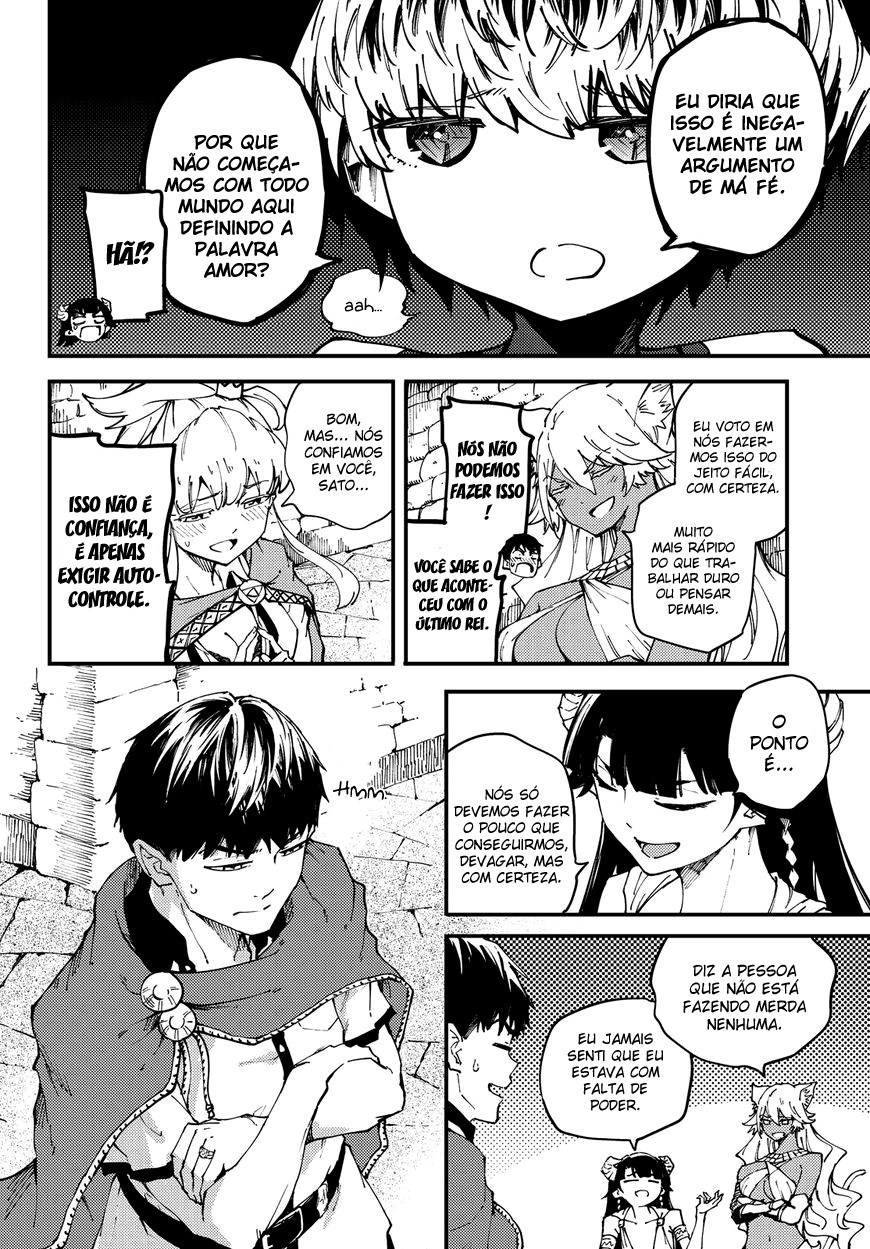 EU DIRIA QUE
ISSO É INEGA-
VELMENTE UM
ARGUMENTO
DE MÁ FÉ.
POR QUE
NÃO COMEÇA-
MOS COM TODO
MUNDO AQUI
DEFININDO A
PALAVRA
AMOR?
aah...
HÃ!?
EU VOTO EM
NÓS FAZER-
MOS ISSO DO
JEITO FÁCIL,
COM CERTEZA.
MUITO
MAIS RÁPIDO
DO QUE TRA-
BALHAR DURO
OU PENSAR
DEMAIS.
NÓS NÃO
PODEMOS
FAZER ISSO
!
VOCÊ SABE O
QUE ACONTE-
CEU COM O
ÚLTIMO REI.
BOM,
MAS... NÓS
CONFIAMOS
EM VOCÊ,
SATO...
ISSO NÃO É
CONFIANÇA,
É APENAS
EXIGIR AUTO-
CONTROLE.
O
PONTO
É...
NÓS SÓ
DEVEMOS FAZER
O POUCO QUE
CONSEGUIRMOS,
DEVAGAR, MAS
COM CERTEZA.
Hmm...
DIZ A PESSOA
QUE NÃO ESTÁ
FAZENDO MERDA
NENHUMA.
EU JAMAIS
SENTI QUE EU
ESTAVA COM
FALTA DE
PODER.